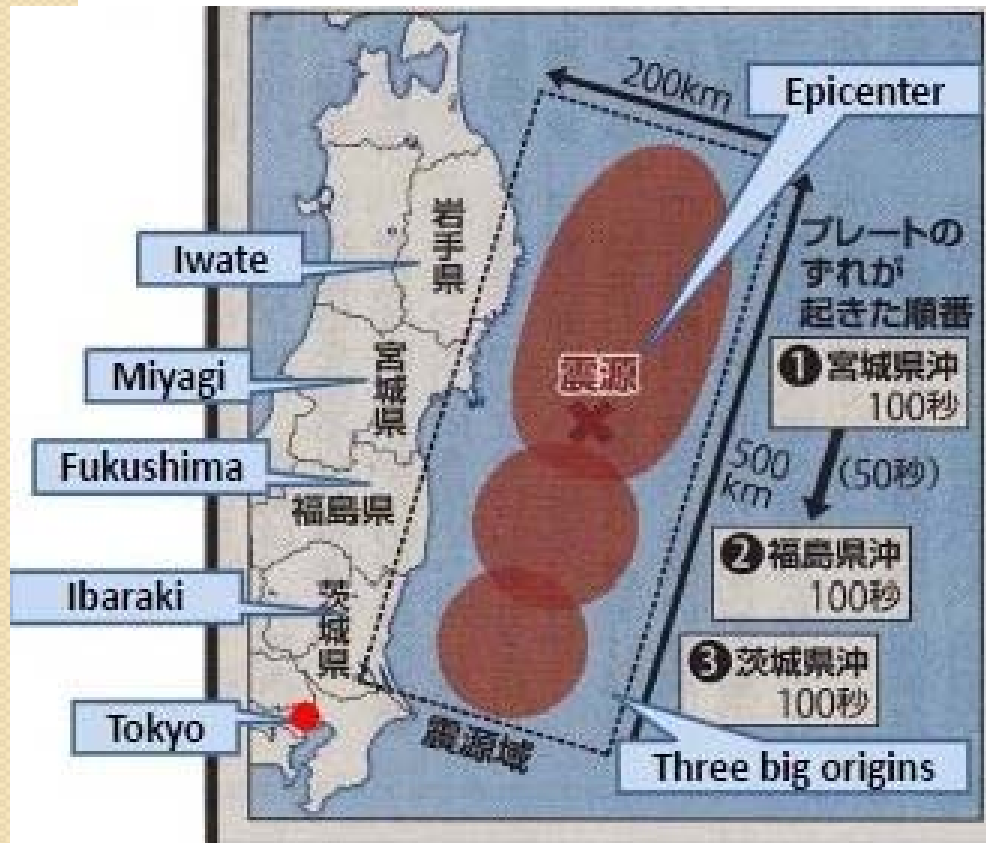 200km
Epicenter
岩手県
Iwate
プレートの
ずれが
起きた順番
Miyagi
宮城県
震源
×
❶宮城県沖
100秒
Fukushima
福島県
500
km
(50秒)
❷福島県沖
100秒
Ibaraki
茨城県
❸茨城県沖
100秒
Tokyo
震源域
Three big origins